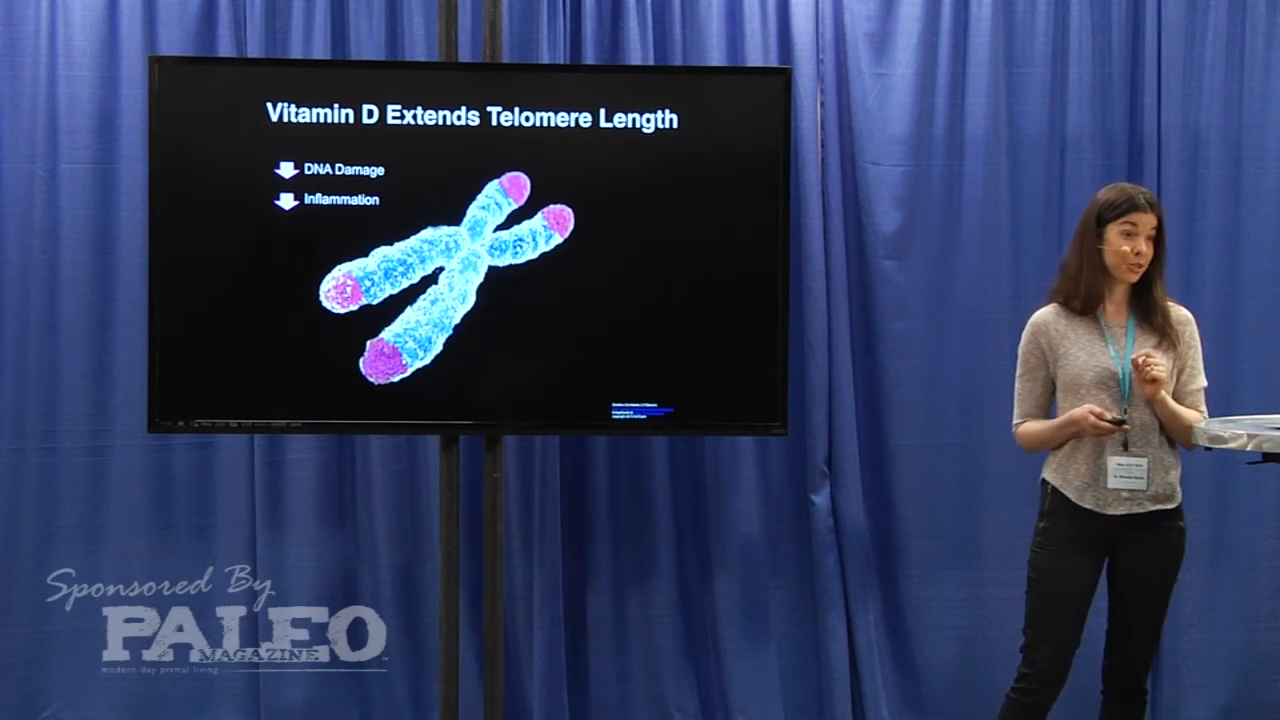 Vitamin D Extends Telomere Length
DNA Damage
Inflammation
Sponsored By
PALEO
MAGAZINE
modern day primal living